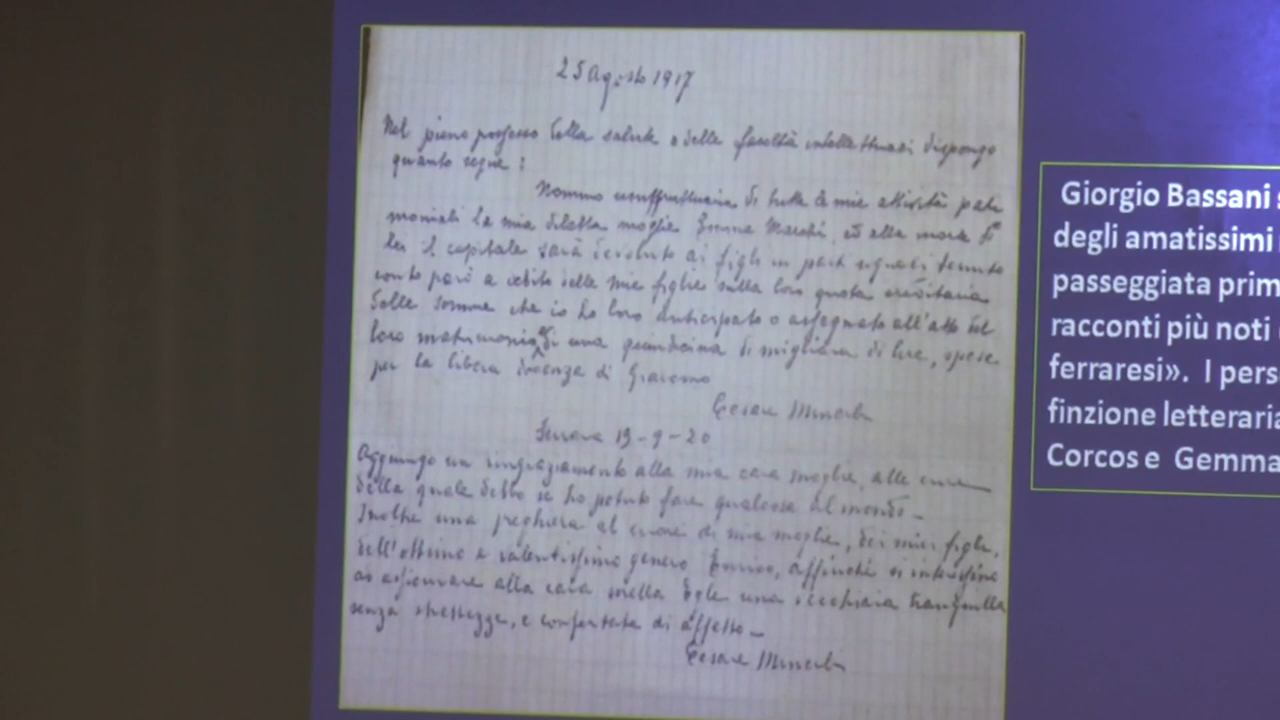 25 Agosto 1917
Nel pieno possesso della salute e delle facoltà intellettuali dispongo
quanto segue :
Nomino usufruttuaria di tutte le mie attività patri
moniali la mia diletta moglie Emma ed alla morte di
lei il capitale sarà devoluto ai figli in parti uguali tenuto
conto però a debito delle mie figlie sulla loro quota ereditaria
delle somme che io ho loro anticipato o assegnato all'atto del
loro matrimonio e di una quindicina di migliaia di lire, spese
per la libera docenza di Giacomo
Cesare Minerbi
Ferrara 19-9-20
Aggiungo un ringraziamento alla mia cara moglie, alle cure
della quale debbo se ho potuto fare qualcosa al mondo -
Inoltre una preghiera al cuore di mia moglie, dei miei figli,
dell'ottimo e valentissimo genero Enrico, affinchè
ad assicurare alla cara Egle una vecchiaia tranquilla
senza strettezze, e confortata di affetto -
Cesare Minerbi
Giorgio Bassani s
degli amatissimi
passeggiata prim
racconti più noti
ferraresi». I pers
finzione letteraria
Corcos e Gemma